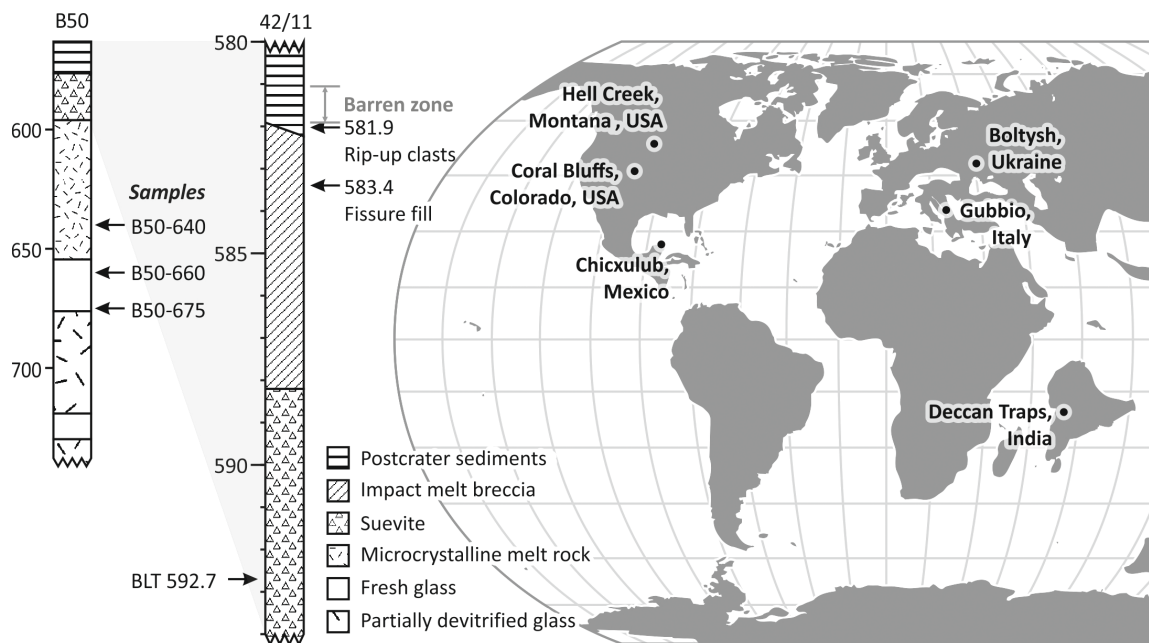 B50
600
650
700
Samples
B50-640
B50-660
B50-675
42/11
580
585
590
Barren zone
581.9
Rip-up clasts
583.4
Fissure fill
BLT 592.7
Postcrater sediments
Impact melt breccia
Suevite
Microcrystalline melt rock
Fresh glass
Partially devitrified glass
Hell Creek,
Montana , USA
Coral Bluffs,
Colorado, USA
Chicxulub,
Mexico
Boltysh,
Ukraine
Gubbio,
Italy
Deccan Traps,
India